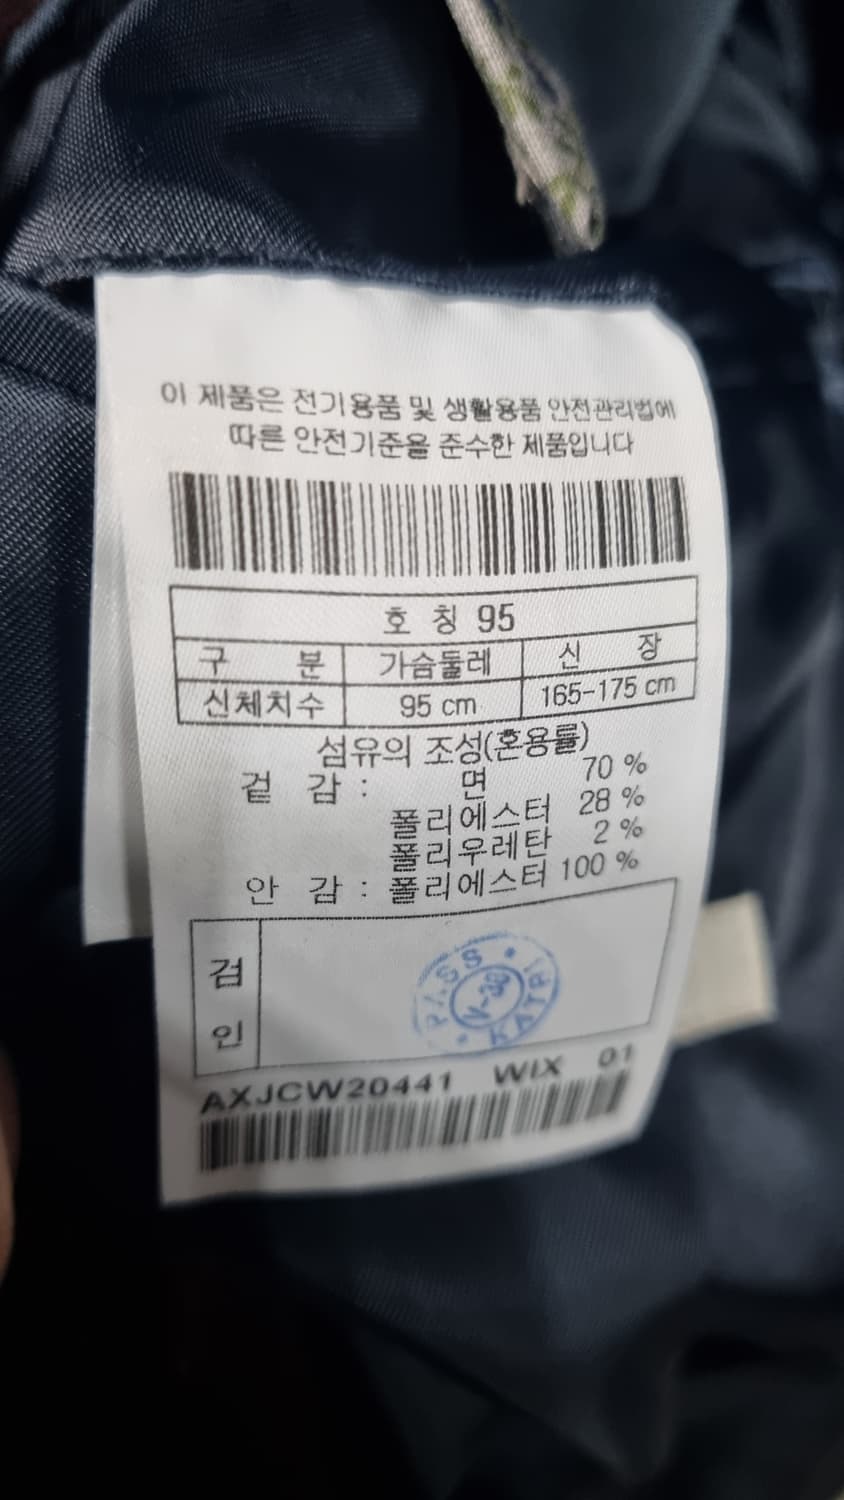 이 제품은 전기용품 및 생활용품 안전관리법에
따른 안전기준을 준수한 제품입니다
호 칭 95
구 분 가슴둘레 신 장
신체치수 95 cm 165-175 cm
섬유의 조성(혼용률)
겉 감 : 면 70 %
폴리에스터 28 %
폴리우레탄 2 %
안 감 : 폴리에스터 100 %
검
인
PASS
KATRI
AXJCW20441 WIX 01